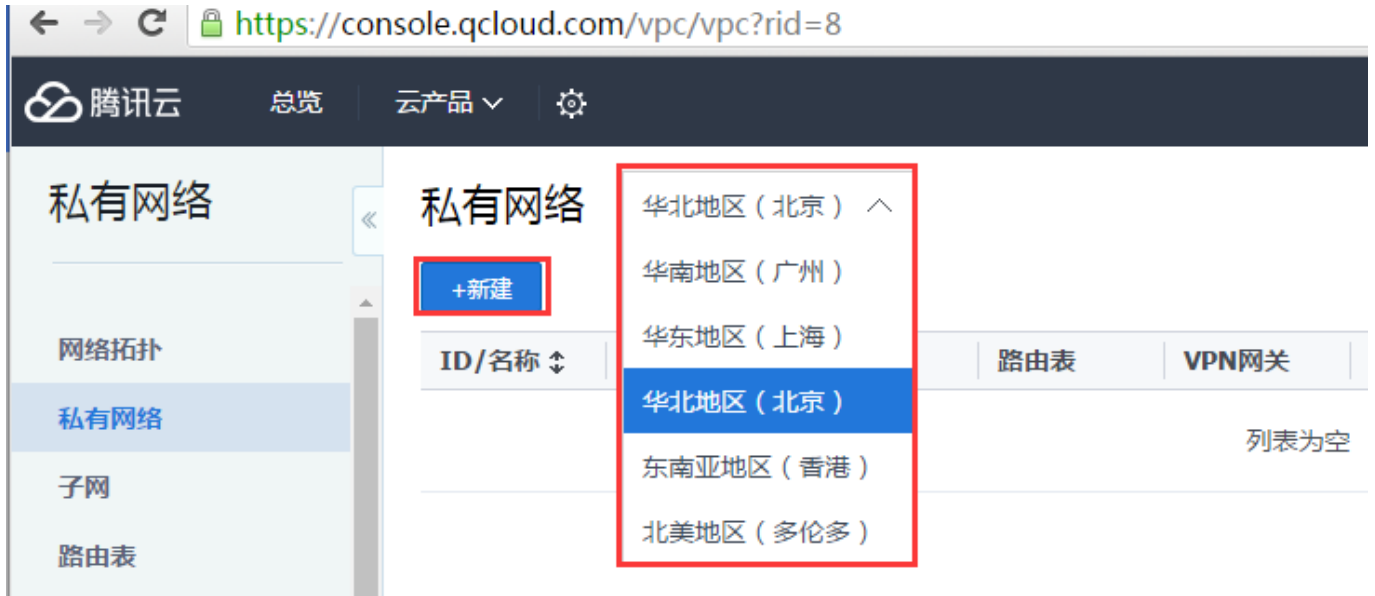 https://console.qcloud.com/vpc/vpc?rid=8
腾讯云 总览 云产品
私有网络
网络拓扑
私有网络
子网
路由表
私有网络 华北地区（北京）
+新建
华南地区（广州）
华东地区（上海）
华北地区（北京）
东南亚地区（香港）
北美地区（多伦多）
ID/名称 路由表 VPN网关
列表为空